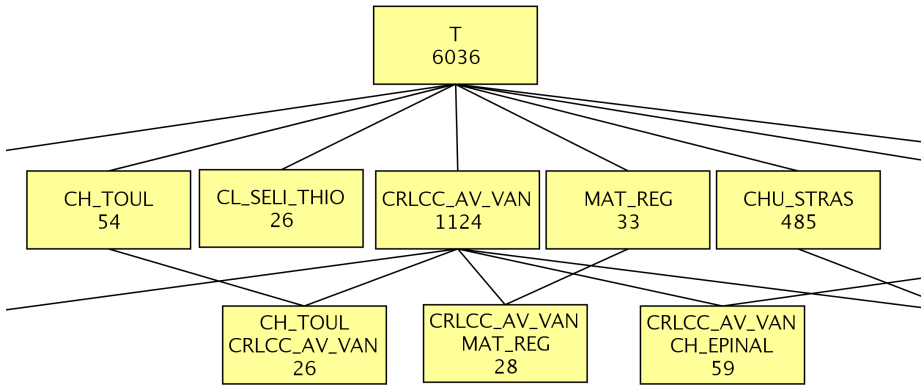 T
6036
CH_TOUL
54
CL_SELI_THIO
26
CRLCC_AV_VAN
1124
MAT_REG
33
CHU_STRAS
485
CH_TOUL
CRLCC_AV_VAN
26
CRLCC_AV_VAN
MAT_REG
28
CRLCC_AV_VAN
CH_EPINAL
59